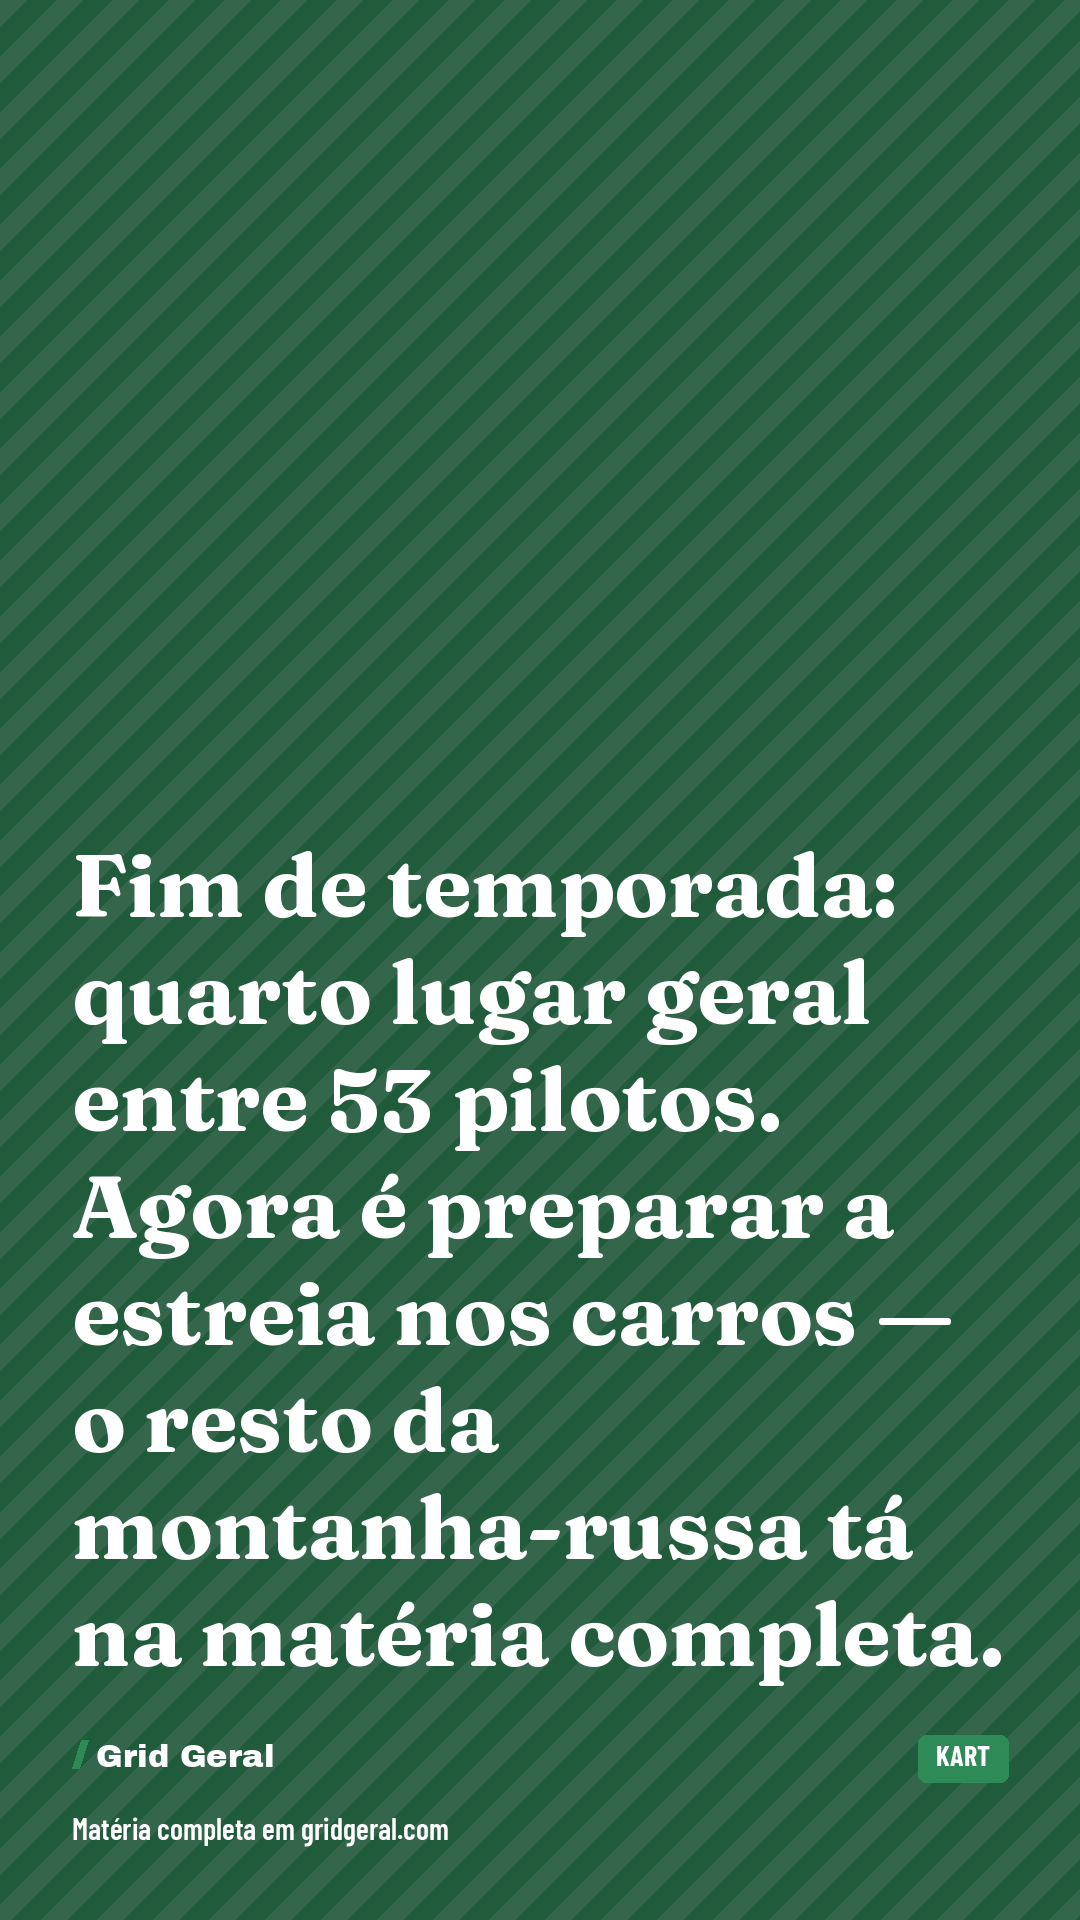 Fim de temporada:
quarto lugar geral
entre 53 pilotos.
Agora é preparar a
estreia nos carros —
o resto da
montanha-russa tá
na matéria completa.
/ Grid Geral
KART
Matéria completa em gridgeral.com